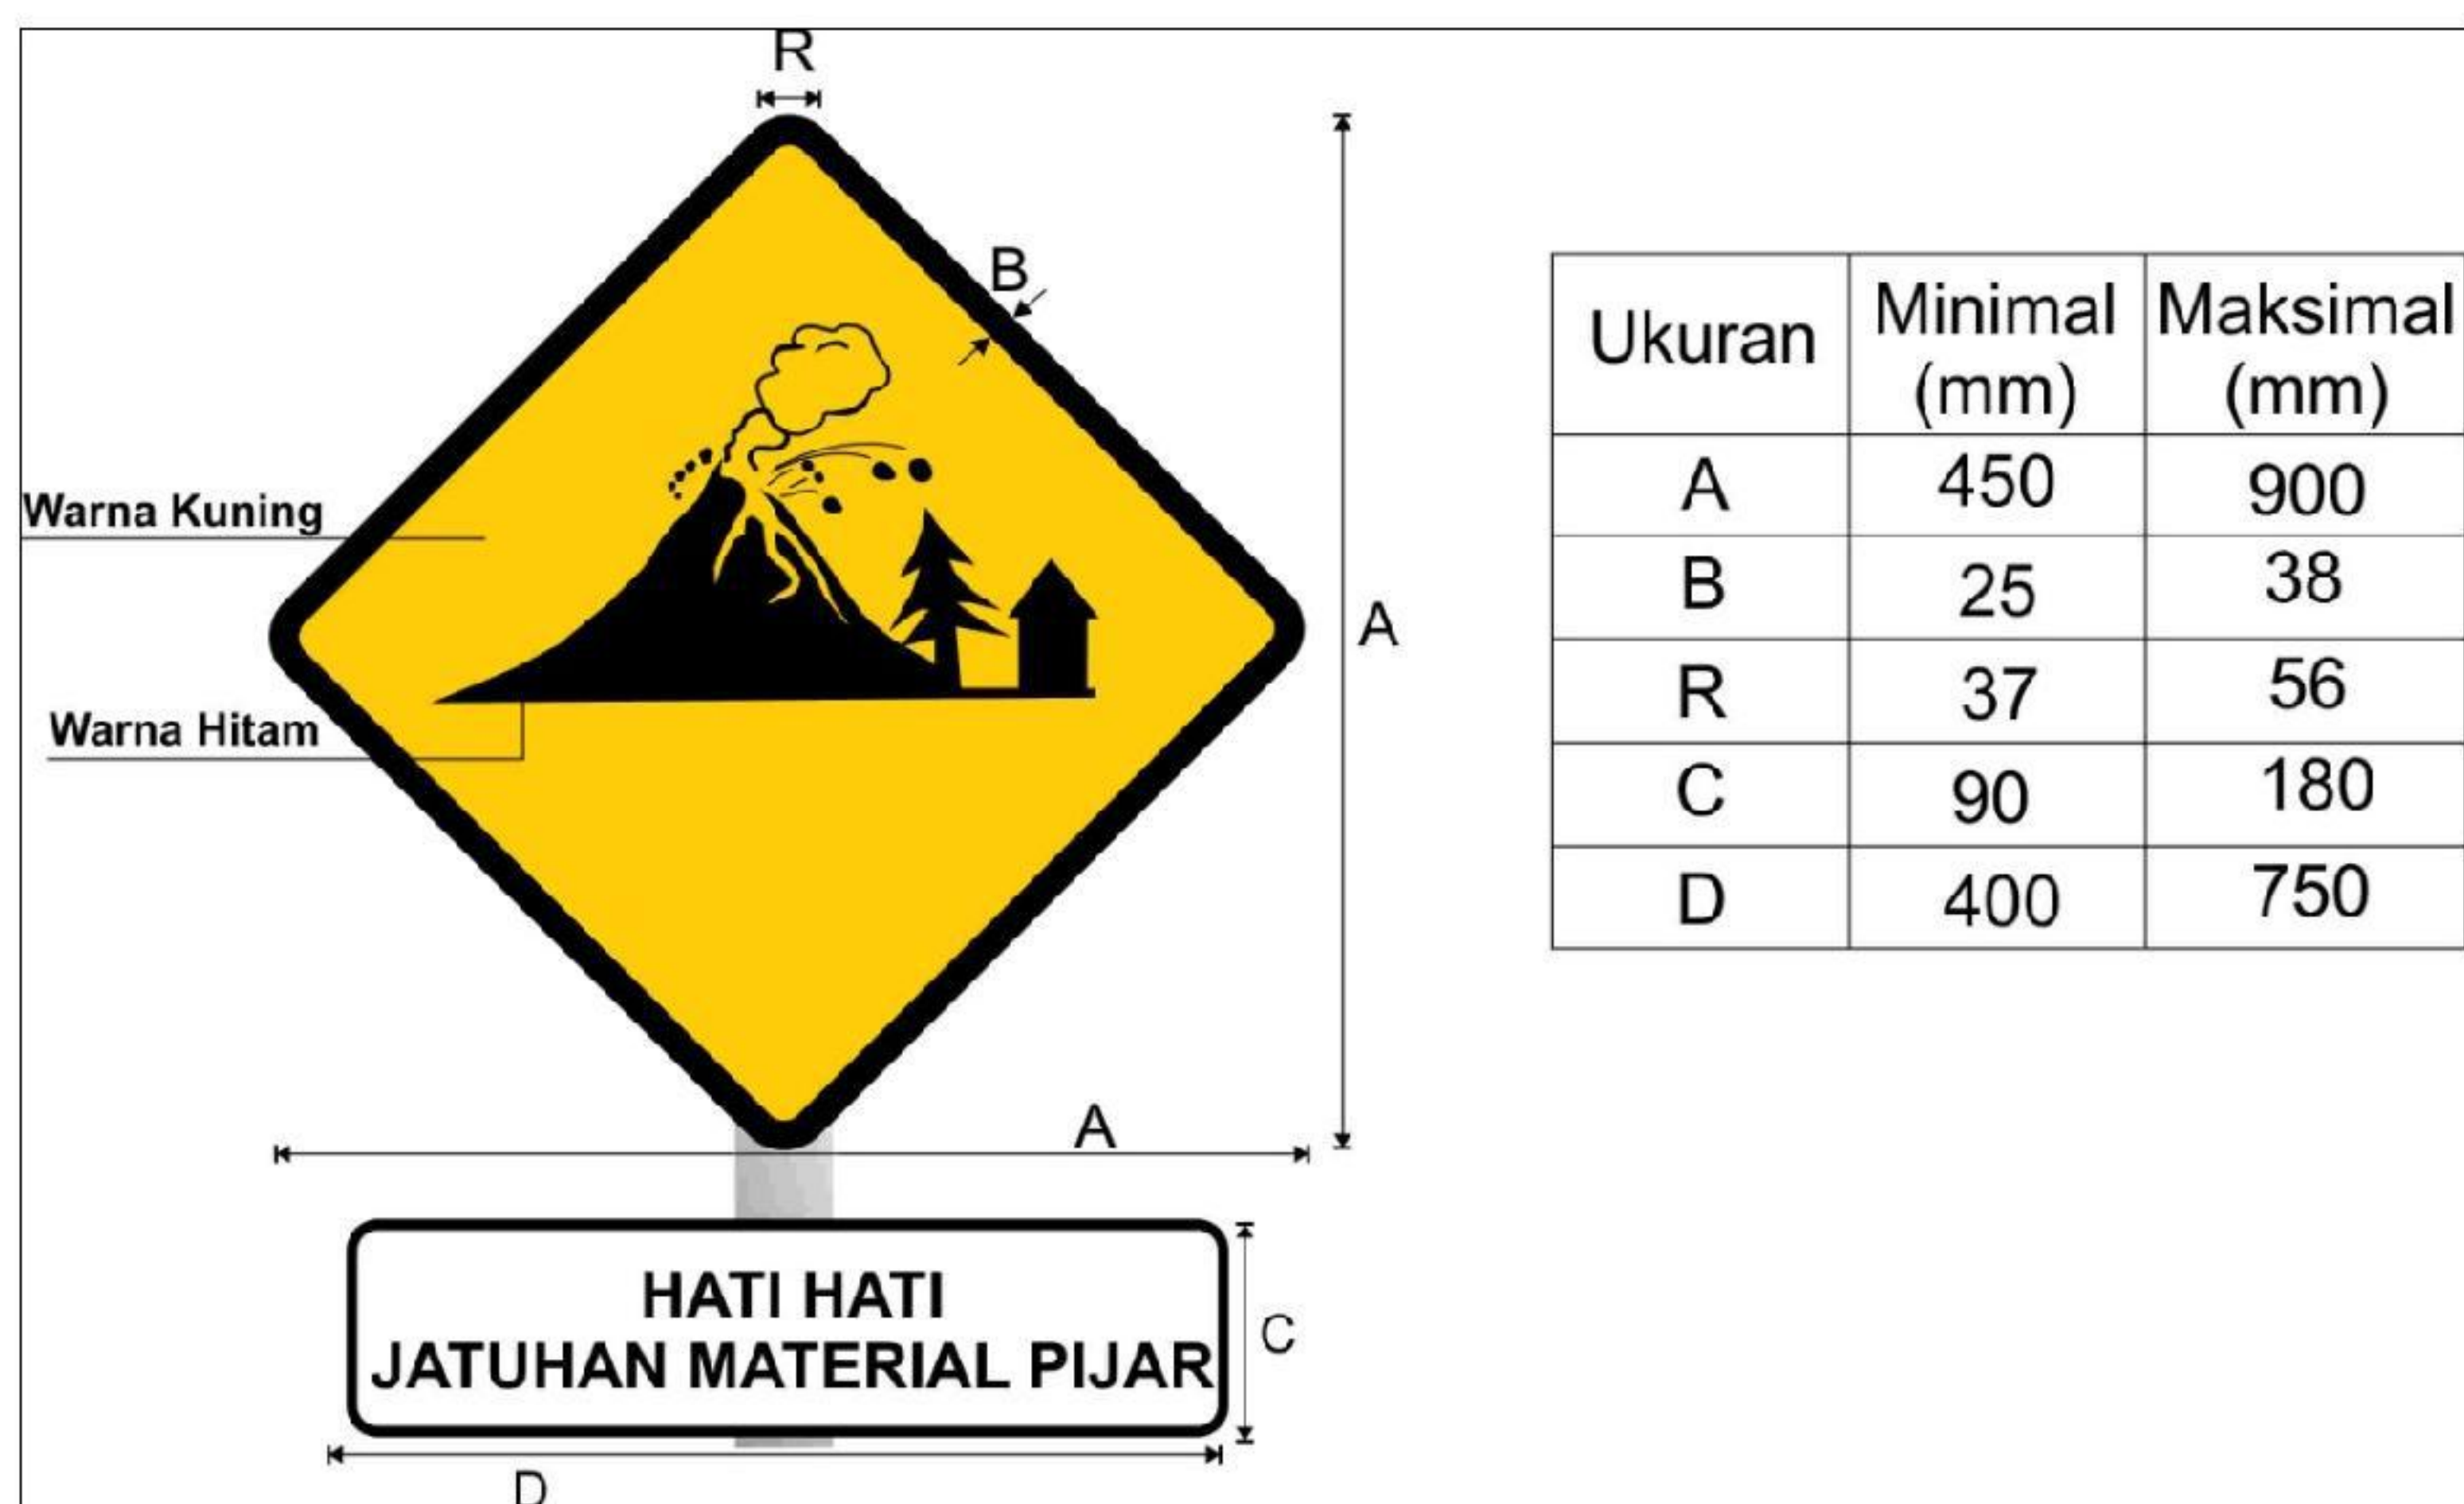 R
B
A
Warna Kuning
Warna Hitam
A
HATI HATI
JATUHAN MATERIAL PIJAR
C
D
Ukuran Minimal (mm) Maksimal (mm)
A 450 900
B 25 38
R 37 56
C 90 180
D 400 750